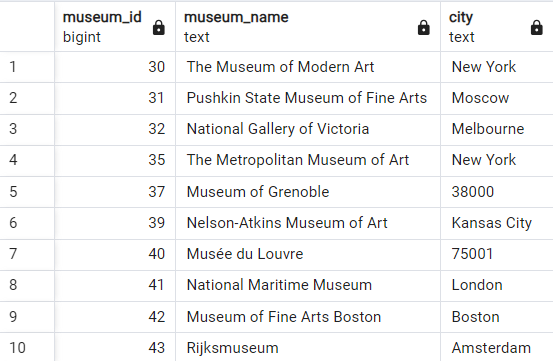 museum_id museum_name city
bigint text text
1 30 The Museum of Modern Art New York
2 31 Pushkin State Museum of Fine Arts Moscow
3 32 National Gallery of Victoria Melbourne
4 35 The Metropolitan Museum of Art New York
5 37 Museum of Grenoble 38000
6 39 Nelson-Atkins Museum of Art Kansas City
7 40 Musée du Louvre 75001
8 41 National Maritime Museum London
9 42 Museum of Fine Arts Boston Boston
10 43 Rijksmuseum Amsterdam